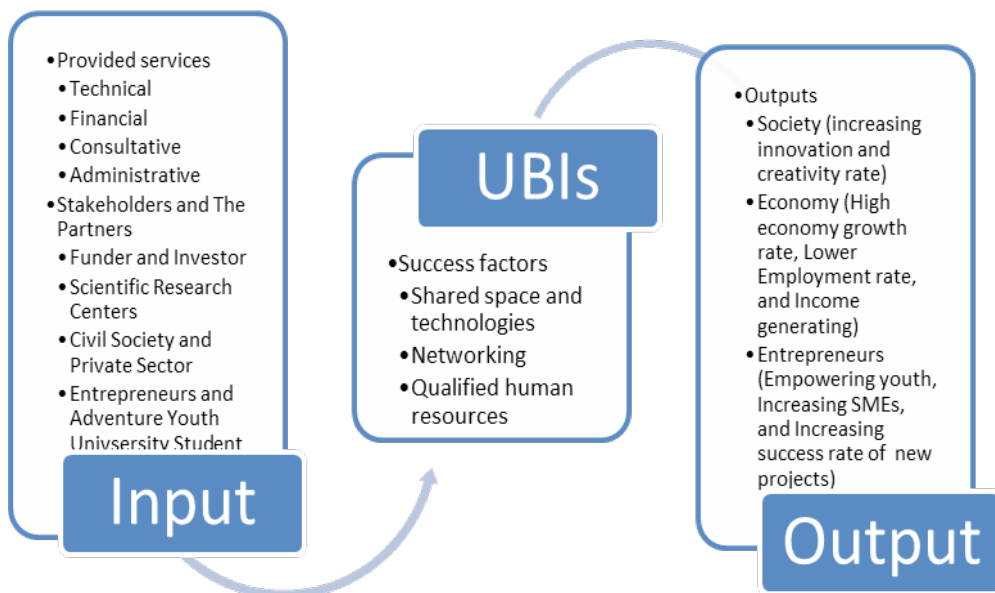 •Provided services
•Technical
•Financial
•Consultative
•Administrative
•Stakeholders and The
Partners
•Funder and Investor
•Scientific Research
Centers
•Civil Society and
Private Sector
•Entrepreneurs and
Adventure Youth
Univsersity Student
Input
UBIs
•Success factors
•Shared space and
technologies
•Networking
•Qualified human
resources
•Outputs
•Society (increasing
innovation and
creativity rate)
•Economy (High
economy growth
rate, Lower
Employment rate,
and Income
generating)
•Entrepreneurs
(Empowering youth,
Increasing SMEs,
and Increasing
success rate of new
projects)
Output